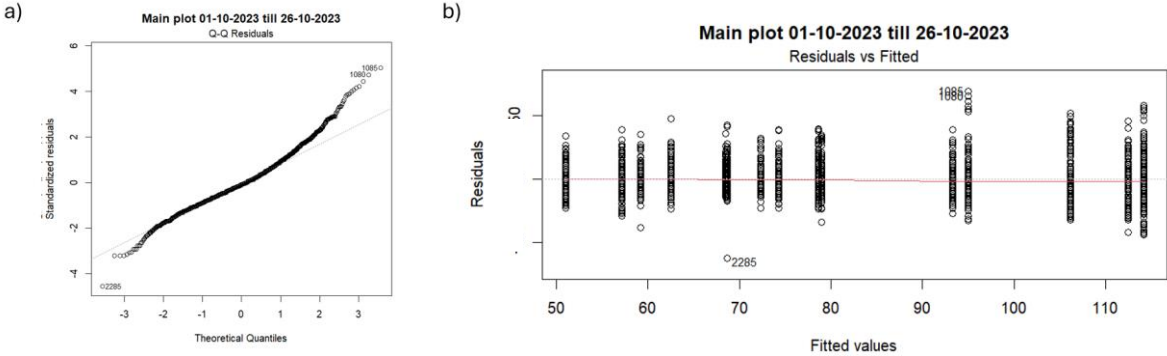 a)
Main plot 01-10-2023 till 26-10-2023
Q-Q Residuals
6
4
2
0
-2
-4
Standardized residuals
1085
1080
2285
-3 -2 -1 0 1 2 3
Theoretical Quantiles
b)
Main plot 01-10-2023 till 26-10-2023
Residuals vs Fitted
Residuals
1085
1080
2285
50 60 70 80 90 100 110
Fitted values